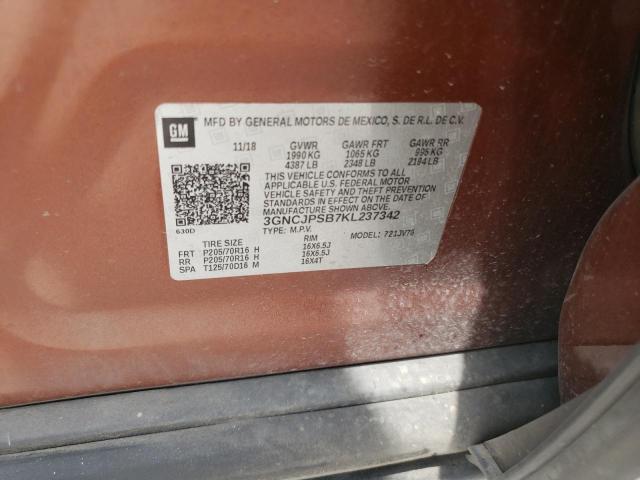 GM
MFD BY GENERAL MOTORS DE MEXICO, S. DE R.L. DE C.V.
11/18 GVWR GAWR FRT GAWR RR
1990 KG 1065 KG 995 KG
4387 LB 2348 LB 2194 LB
THIS VEHICLE CONFORMS TO ALL
APPLICABLE U.S. FEDERAL MOTOR
VEHICLE SAFETY AND THEFT PREVENTION
STANDARDS IN EFFECT ON THE DATE OF
MANUFACTURE SHOWN ABOVE.
3GNCJPSB7KL237342
630D
TYPE: M.P.V. MODEL:
TIRE SIZE RIM
FRT P205/70R16 H 16X6.5J
RR P205/70R16 H 16X6.5J
SPA T125/70D16 M 16X4T